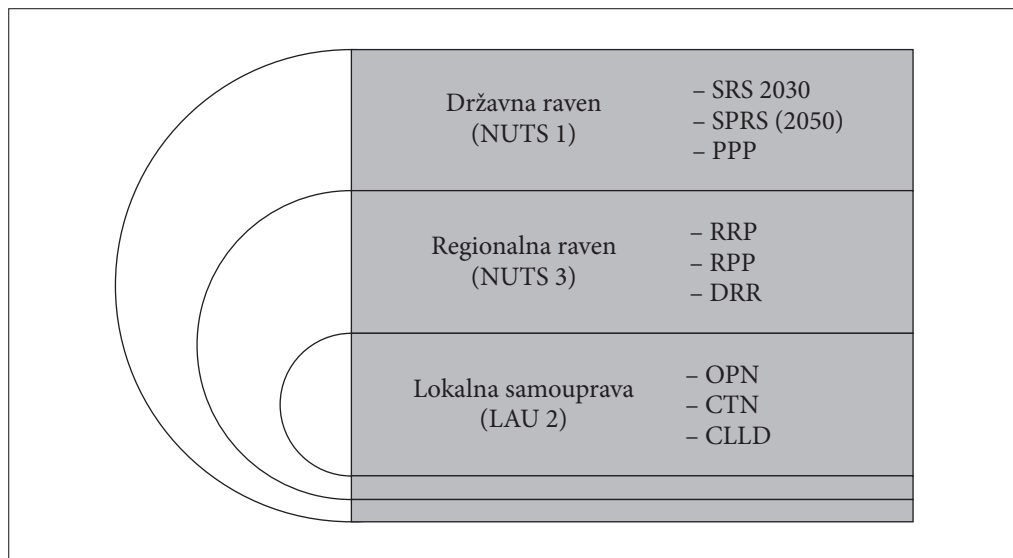 Državna raven
(NUTS 1)
– SRS 2030
– SPRS (2050)
– PPP
Regionalna raven
(NUTS 3)
– RRP
– RPP
– DRR
Lokalna samouprava
(LAU 2)
– OPN
– CTN
– CLLD